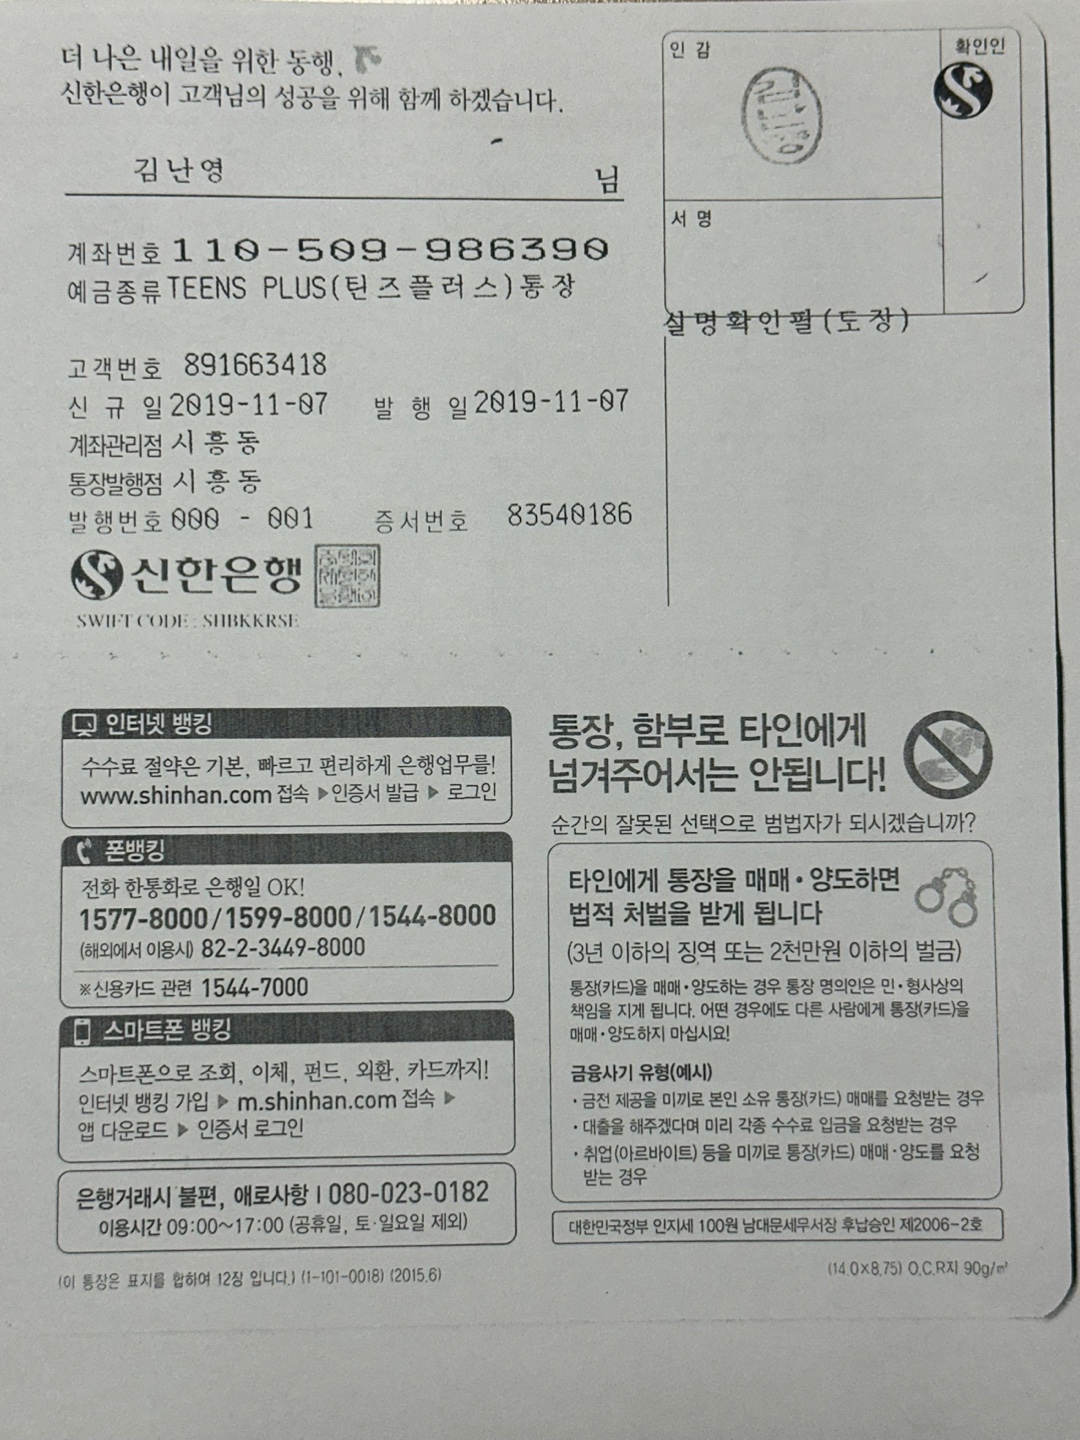 더 나은 내일을 위한 동행,
신한은행이 고객님의 성공을 위해 함께 하겠습니다.
김난영 님
인 감
확인인
서 명
설명확인필(도장)
계좌번호 110-509-986390
예금종류 TEENS PLUS(틴즈플러스)통장
고객번호 891663418
신 규 일 2019-11-07 발 행 일 2019-11-07
계좌관리점 시흥동
통장발행점 시흥동
발행번호 000 - 001 증서번호 83540186
신한은행
SWIFT CODE : SHBKKRSE
인터넷 뱅킹
수수료 절약은 기본, 빠르고 편리하게 은행업무를!
www.shinhan.com 접속 ▶ 인증서 발급 ▶ 로그인
폰뱅킹
전화 한통화로 은행일 OK!
1577-8000 / 1599-8000 / 1544-8000
(해외에서 이용시) 82-2-3449-8000
※신용카드 관련 1544-7000
스마트폰 뱅킹
스마트폰으로 조회, 이체, 펀드, 외환, 카드까지!
인터넷 뱅킹 가입 ▶ m.shinhan.com 접속 ▶
앱 다운로드 ▶ 인증서 로그인
은행거래시 불편, 애로사항 | 080-023-0182
이용시간 09:00~17:00 (공휴일, 토·일요일 제외)
(이 통장은 표지를 합하여 12장 입니다.) (1-101-0018) (2015.6)
통장, 함부로 타인에게
넘겨주어서는 안됩니다!
순간의 잘못된 선택으로 범법자가 되시겠습니까?
타인에게 통장을 매매·양도하면
법적 처벌을 받게 됩니다
(3년 이하의 징역 또는 2천만원 이하의 벌금)
통장(카드)을 매매·양도하는 경우 통장 명의인은 민·형사상의
책임을 지게 됩니다. 어떤 경우에도 다른 사람에게 통장(카드)을
매매·양도하지 마십시요!
금융사기 유형(예시)
· 금전 제공을 미끼로 본인 소유 통장(카드) 매매를 요청받는 경우
· 대출을 해주겠다며 미리 각종 수수료 입금을 요청받는 경우
· 취업(아르바이트) 등을 미끼로 통장(카드) 매매·양도를 요청
받는 경우
대한민국정부 인지세 100원 남대문세무서장 후납승인 제2006-2호
(14.0×8.75) O.C.R지 90g/㎡